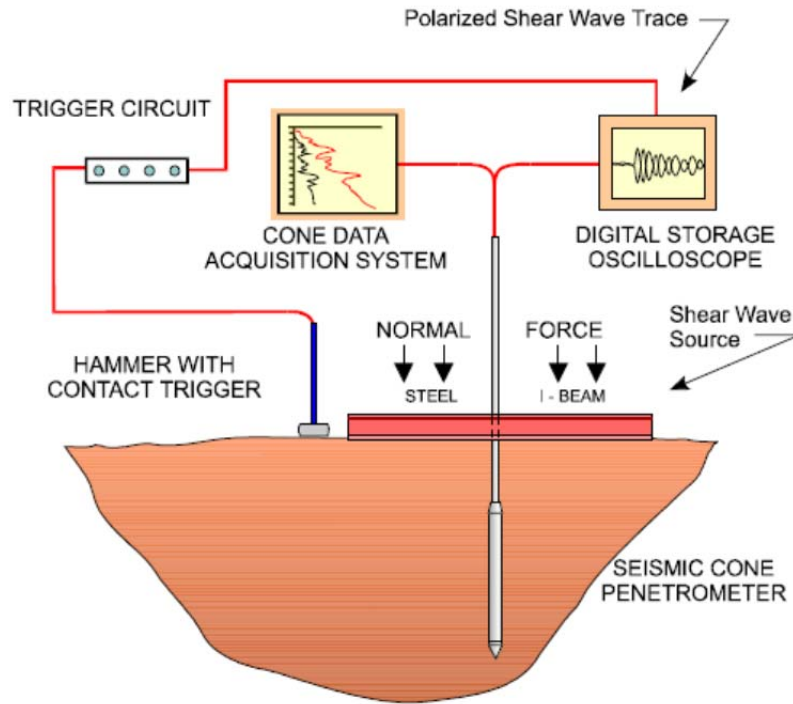 Polarized Shear Wave Trace
TRIGGER CIRCUIT
CONE DATA
ACQUISITION SYSTEM
DIGITAL STORAGE
OSCILLOSCOPE
Shear Wave
Source
NORMAL FORCE
HAMMER WITH
CONTACT TRIGGER
STEEL I - BEAM
SEISMIC CONE
PENETROMETER